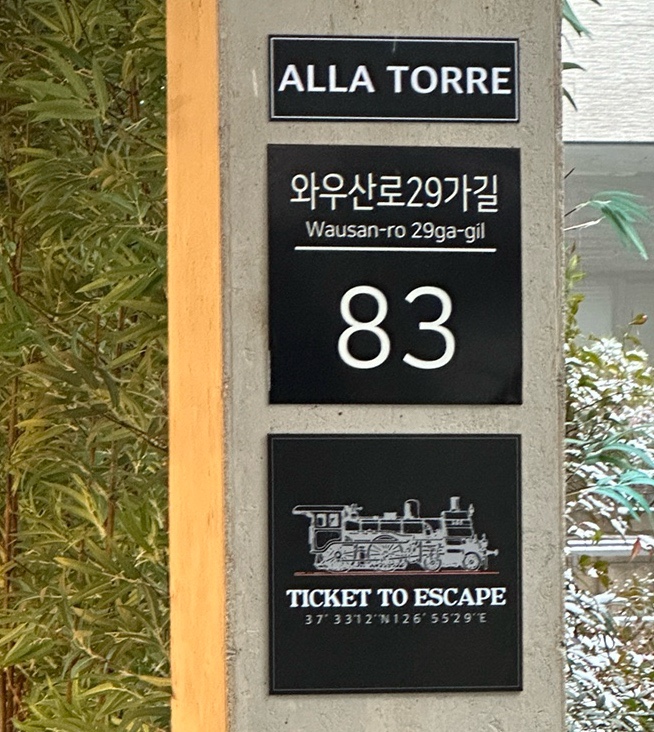 ALLA TORRE
와우산로29가길
Wausan-ro 29ga-gil
83
TICKET TO ESCAPE
37° 33'12"N126° 55'29"E